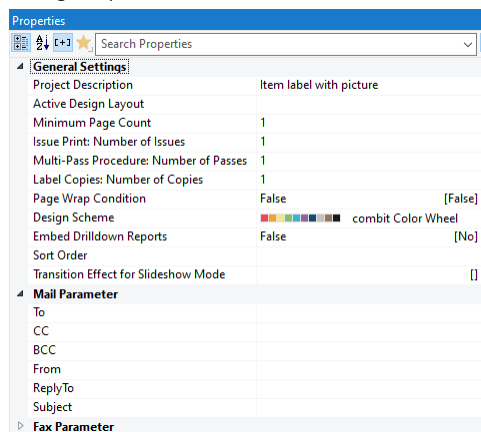 Properties
Search Properties
General Settings
Project Description Item label with picture
Active Design Layout
Minimum Page Count 1
Issue Print: Number of Issues 1
Multi-Pass Procedure: Number of Passes 1
Label Copies: Number of Copies 1
Page Wrap Condition False [False]
Design Scheme combit Color Wheel
Embed Drilldown Reports False [No]
Sort Order
Transition Effect for Slideshow Mode []
Mail Parameter
To
CC
BCC
From
ReplyTo
Subject
Fax Parameter